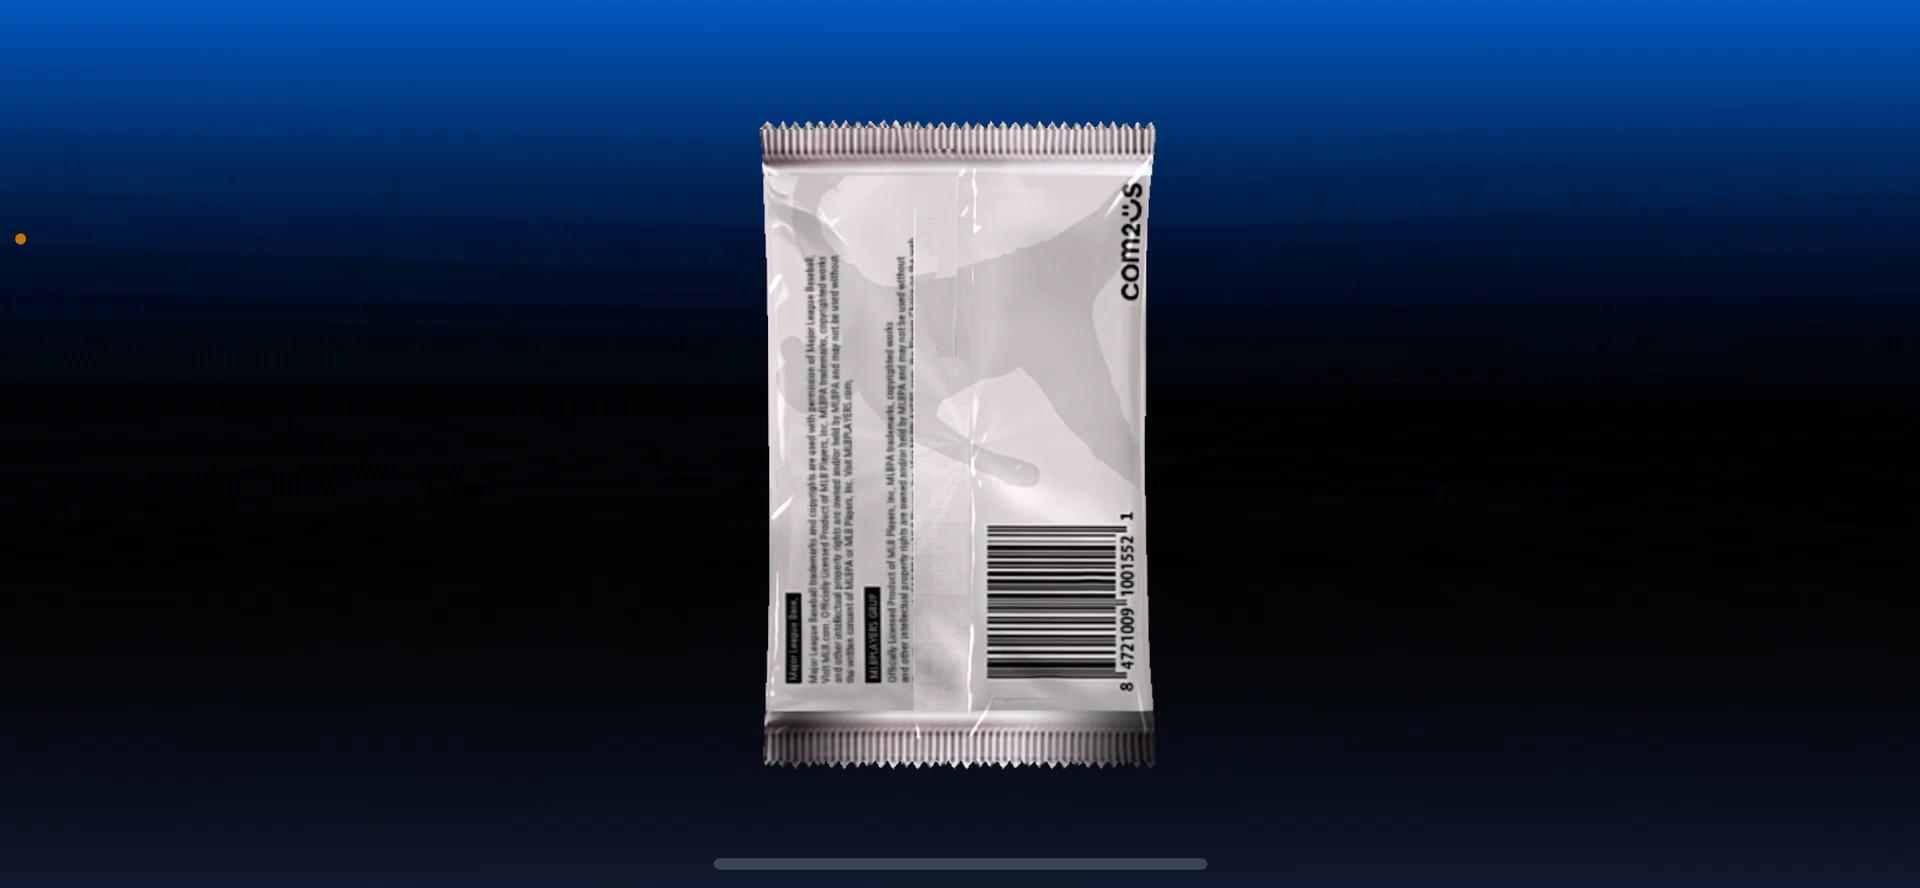 Major League Base,
Major League Baseball trademarks and copyrights are used with permission of Major League Baseball,
Visit MLB.com. Officially Licensed Product of MLB Players, Inc. MLBPA trademarks, copyrighted works
and other intellectual property rights are owned and/or held by MLBPA and may not be used without
the written consent of MLBPA or MLB Players, Inc. Visit MLBPLAYERS.com,
MLBPLAYERS GRUP
Officially Licensed Product of MLB Players, Inc. MLBPA trademarks, copyrighted works
and other intellectual property rights are owned and/or held by MLBPA and may not be used without
com2us
8 4721009 1001552 1